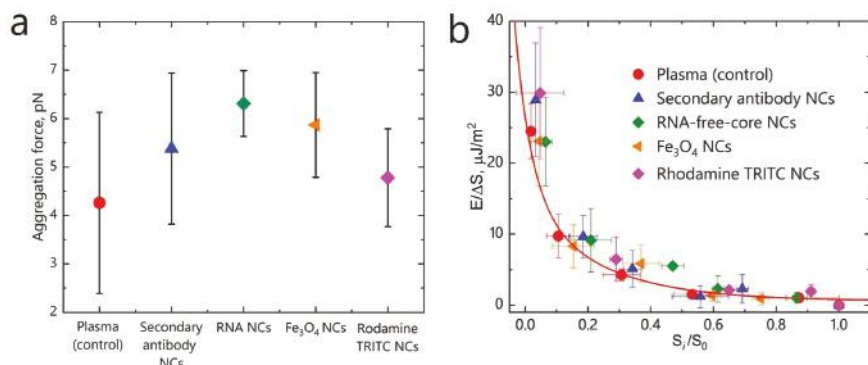 a
Aggregation force, pN
8
7
6
5
4
3
2
Plasma
(control)
Secondary
antibody
NCs
RNA NCs
Fe₃O₄ NCs
Rodamine
TRITC NCs
b
E/ΔS, μJ/m²
40
30
20
10
0
Plasma (control)
Secondary antibody NCs
RNA-free-core NCs
Fe₃O₄ NCs
Rhodamine TRITC NCs
0.0 0.2 0.4 0.6 0.8 1.0
Sᵢ/S₀